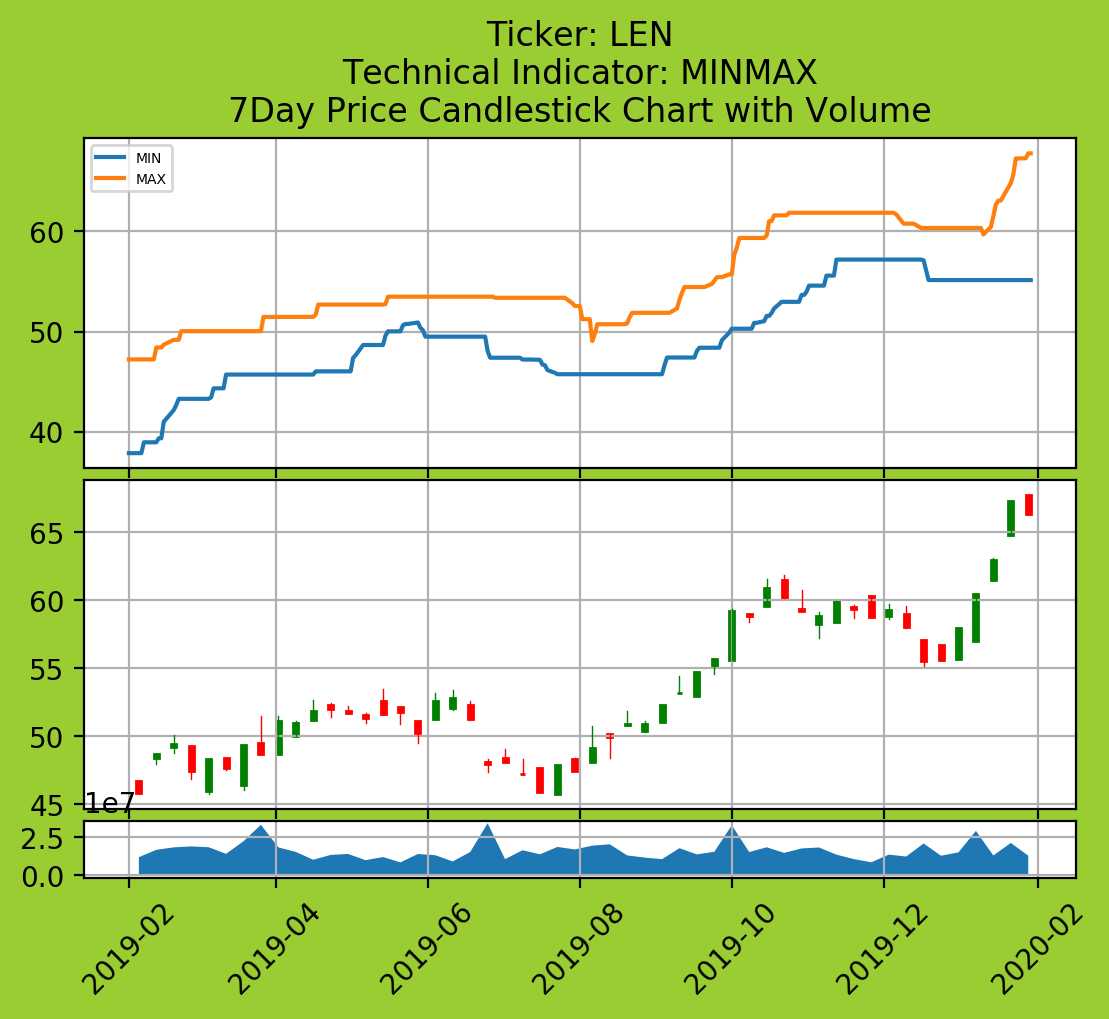 Ticker: LEN
Technical Indicator: MINMAX
7Day Price Candlestick Chart with Volume
MIN
MAX
60
50
40
65
60
55
50
45
1e7
2.5
0.0
2019-02
2019-04
2019-06
2019-08
2019-10
2019-12
2020-02